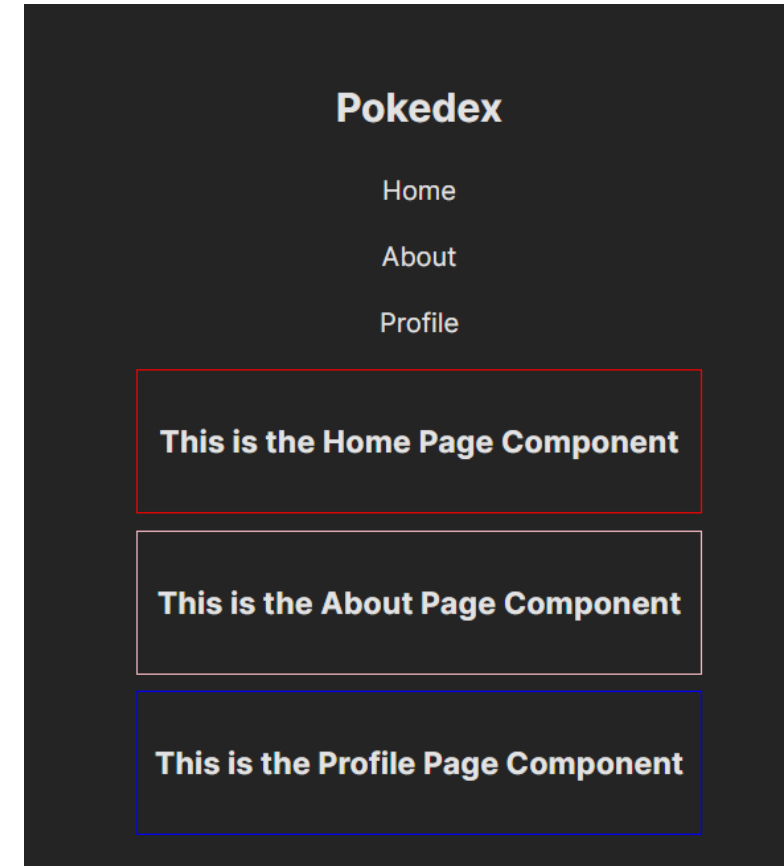 Pokedex
Home
About
Profile
This is the Home Page Component
This is the About Page Component
This is the Profile Page Component